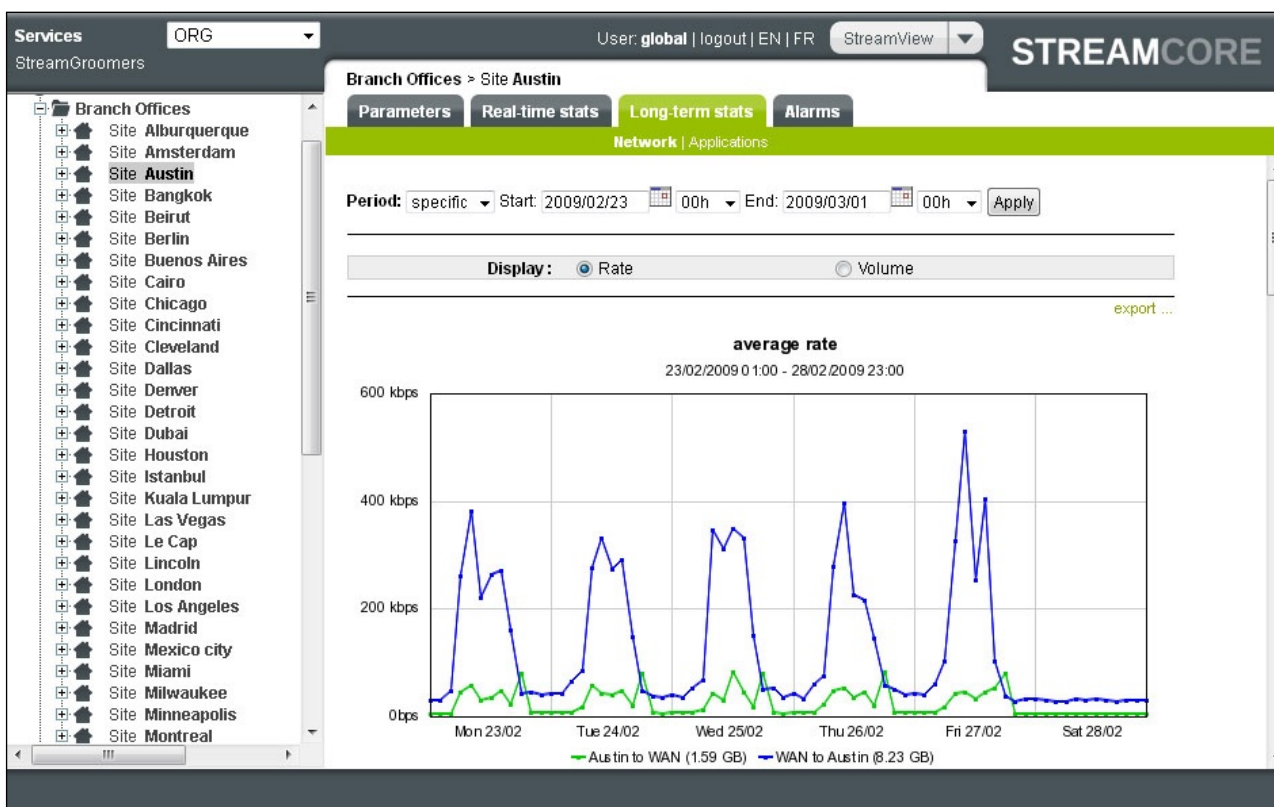 Services
ORG
StreamGroomers
User: global | logout | EN | FR
StreamView
STREAMCORE
Branch Offices
Site Alburquerque
Site Amsterdam
Site Austin
Site Bangkok
Site Beirut
Site Berlin
Site Buenos Aires
Site Cairo
Site Chicago
Site Cincinnati
Site Cleveland
Site Dallas
Site Denver
Site Detroit
Site Dubai
Site Houston
Site Istanbul
Site Kuala Lumpur
Site Las Vegas
Site Le Cap
Site Lincoln
Site London
Site Los Angeles
Site Madrid
Site Mexico city
Site Miami
Site Milwaukee
Site Minneapolis
Site Montreal
Branch Offices > Site Austin
Parameters Real-time stats Long-term stats Alarms
Network | Applications
Period: specific Start: 2009/02/23 00h End: 2009/03/01 00h Apply
Display : Rate Volume
export ...
average rate
23/02/2009 01:00 - 28/02/2009 23:00
600 kbps
400 kbps
200 kbps
0 bps
Mon 23/02 Tue 24/02 Wed 25/02 Thu 26/02 Fri 27/02 Sat 28/02
Austin to WAN (1.59 GB) WAN to Austin (8.23 GB)